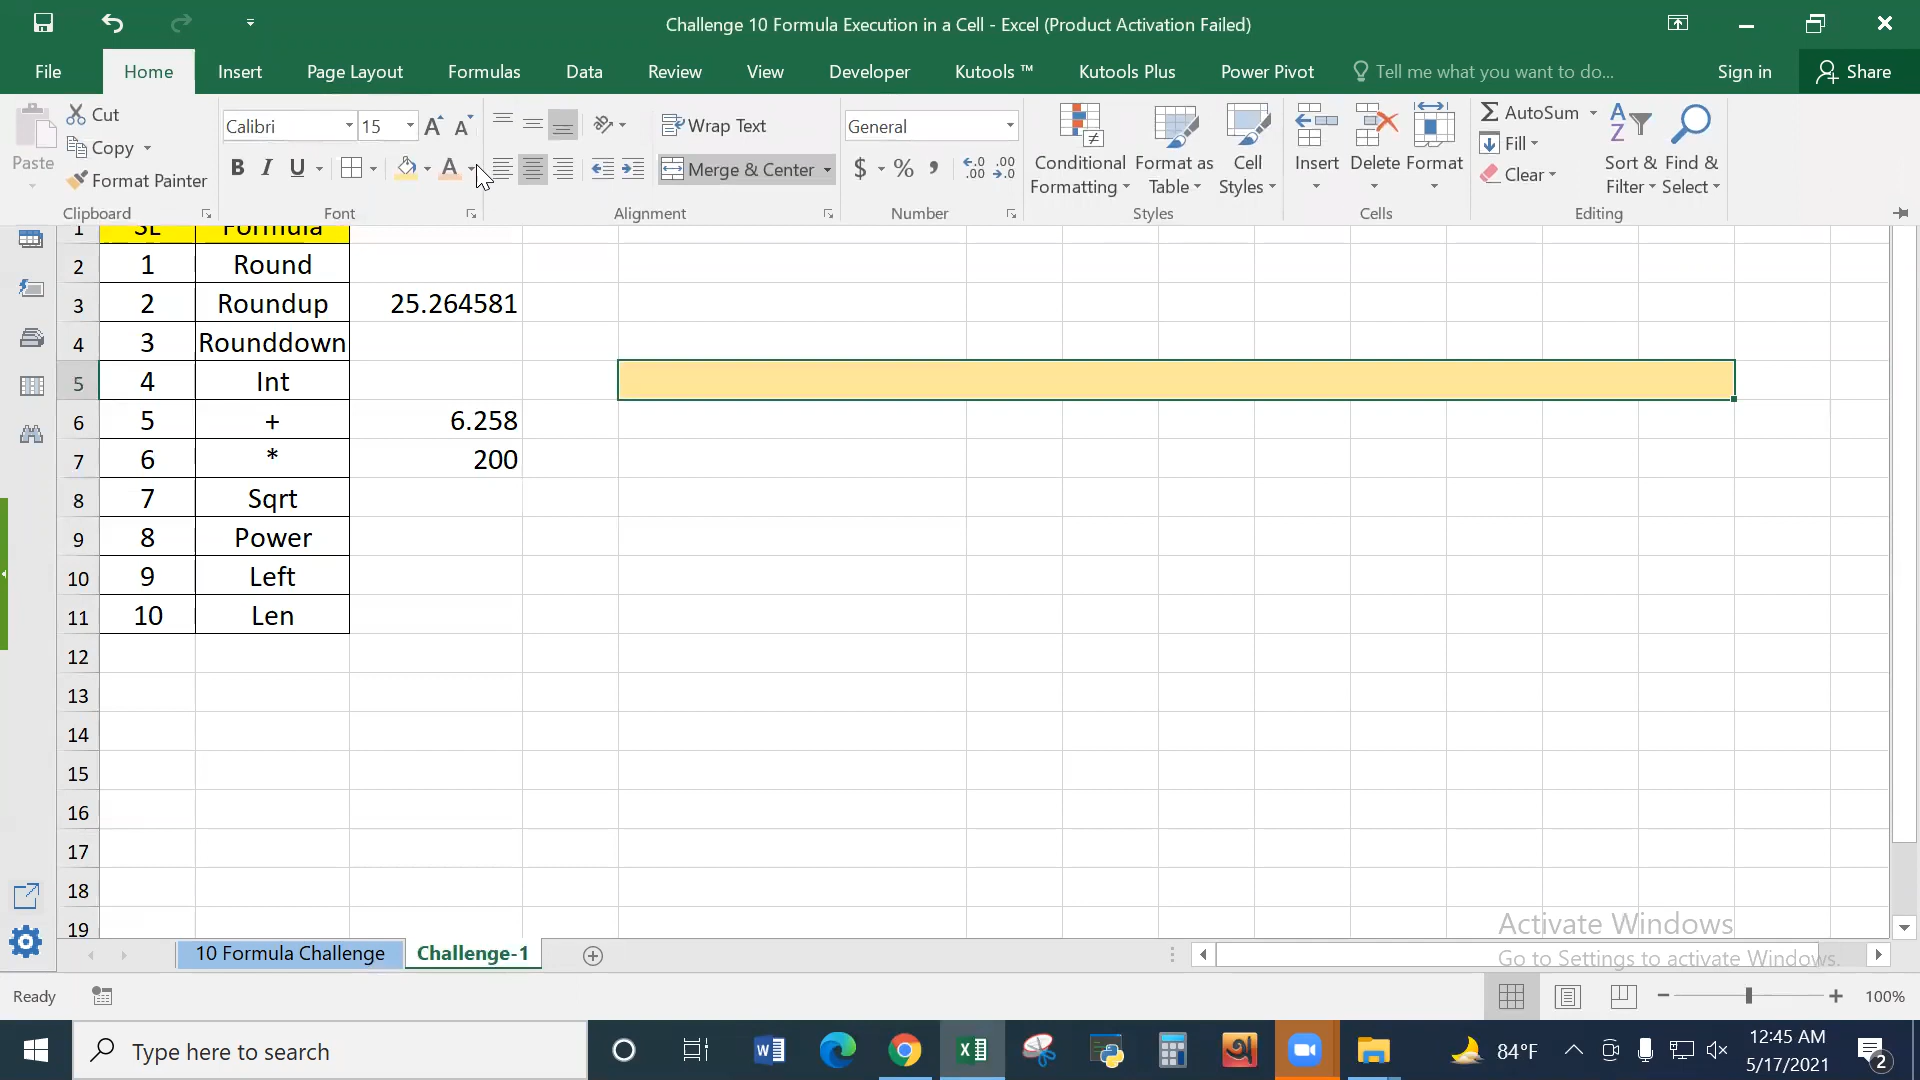 Challenge 10 Formula Execution in a Cell - Excel (Product Activation Failed)
File Home Insert Page Layout Formulas Data Review View Developer Kutools ™ Kutools Plus Power Pivot Tell me what you want to do... Sign in Share
Paste
Cut
Copy
Format Painter
Clipboard
Calibri 15
B I U
Font
Wrap Text
Merge & Center
Alignment
General
$ % ,
Number
Conditional Formatting
Format as Table
Cell Styles
Styles
Insert Delete Format
Cells
AutoSum
Fill
Clear
Sort & Filter
Find & Select
Editing
1 SL Formula
2 1 Round
3 2 Roundup 25.264581
4 3 Rounddown
5 4 Int
6 5 + 6.258
7 6 * 200
8 7 Sqrt
9 8 Power
10 9 Left
11 10 Len
12
13
14
15
16
17
18
19
Activate Windows
Go to Settings to activate Windows.
10 Formula Challenge Challenge-1
Ready 100%
Type here to search 84°F 12:45 AM
5/17/2021 2